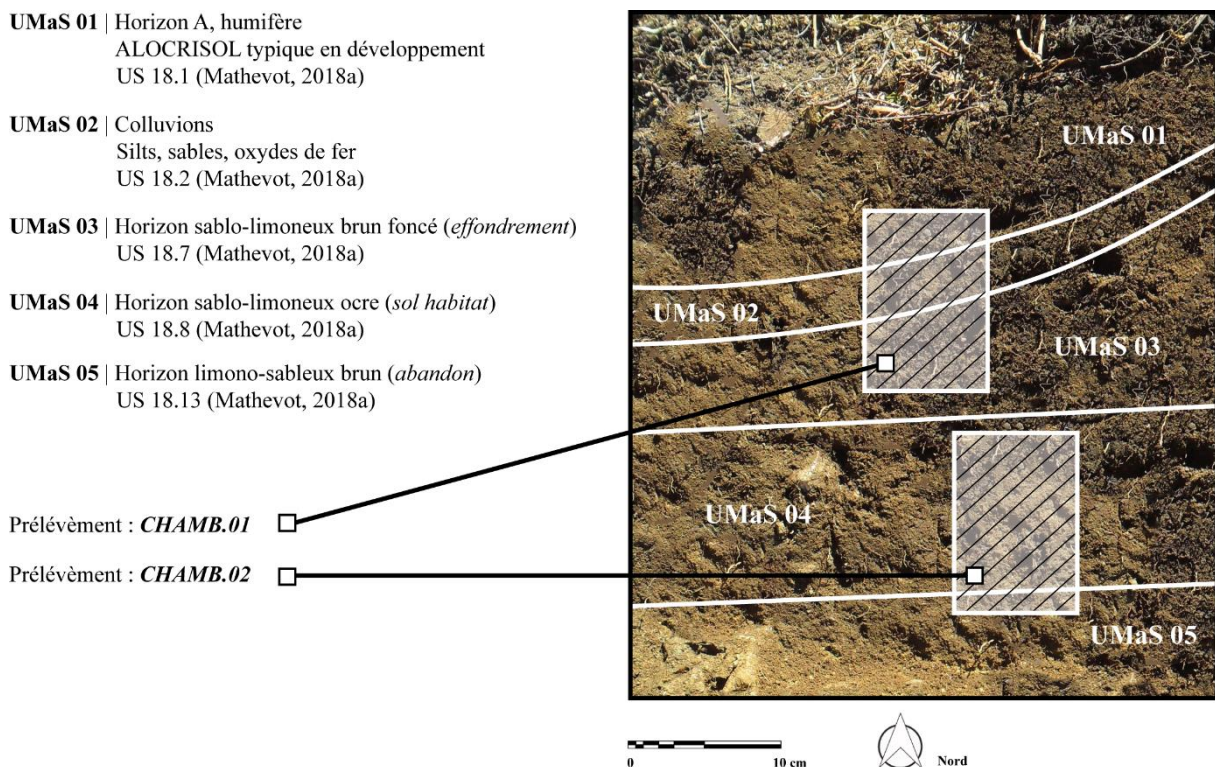 UMaS 01 | Horizon A, humifère
ALOCRISOL typique en développement
US 18.1 (Mathevot, 2018a)
UMaS 02 | Colluvions
Silts, sables, oxydes de fer
US 18.2 (Mathevot, 2018a)
UMaS 03 | Horizon sablo-limoneux brun foncé (effondrement)
US 18.7 (Mathevot, 2018a)
UMaS 04 | Horizon sablo-limoneux ocre (sol habitat)
US 18.8 (Mathevot, 2018a)
UMaS 05 | Horizon limono-sableux brun (abandon)
US 18.13 (Mathevot, 2018a)
Prélévèment : CHAMB.01
Prélévèment : CHAMB.02
UMaS 01
UMaS 02
UMaS 03
UMaS 04
UMaS 05
0
10 cm
Nord